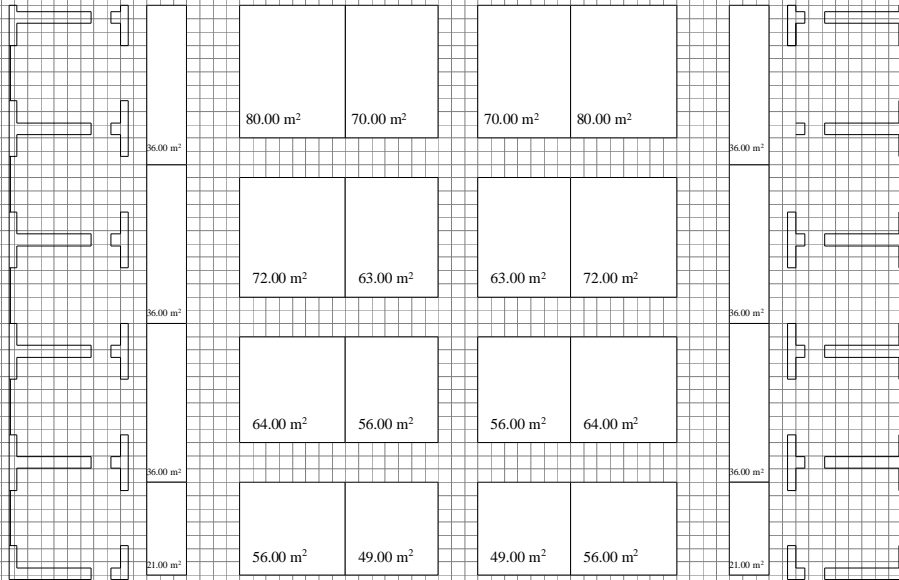 80.00 m² 70.00 m² 70.00 m² 80.00 m²
36.00 m² 36.00 m²
72.00 m² 63.00 m² 63.00 m² 72.00 m²
36.00 m² 36.00 m²
64.00 m² 56.00 m² 56.00 m² 64.00 m²
36.00 m² 36.00 m²
56.00 m² 49.00 m² 49.00 m² 56.00 m²
21.00 m² 21.00 m²